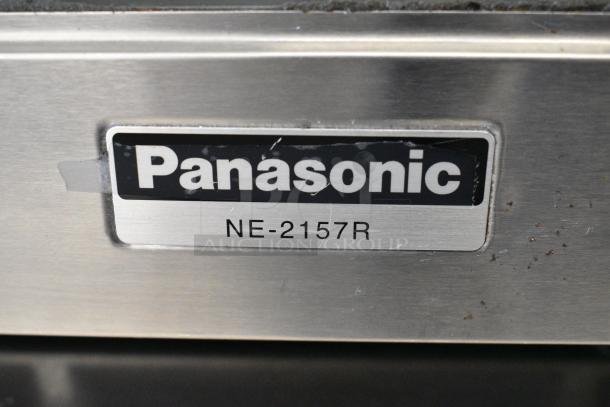 Panasonic
NE-2157R
AUCTION GROUP